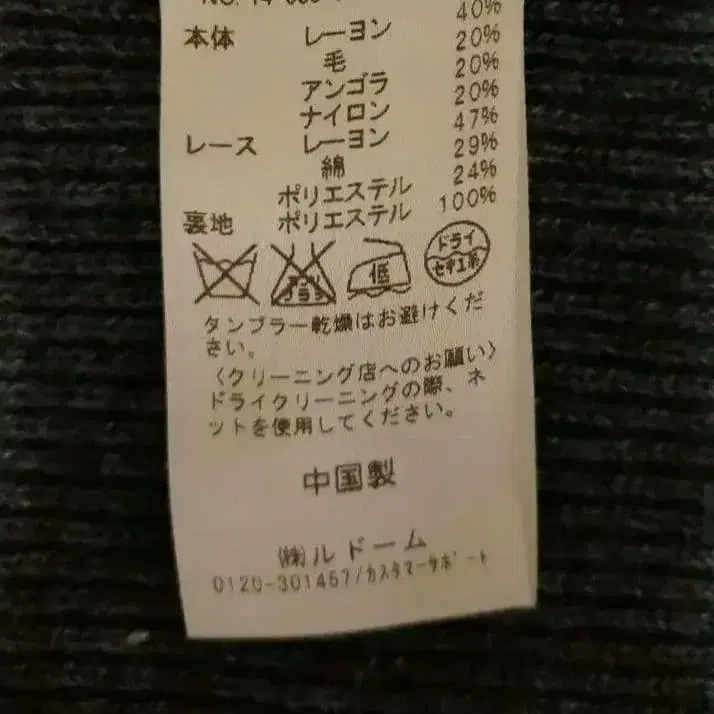 本体 レーヨン 40%
毛 20%
アンゴラ 20%
ナイロン 20%
レース レーヨン 47%
綿 29%
ポリエステル 24%
裏地 ポリエステル 100%
エンソ サラシ 低 ドライ セキユ系
タンブラー乾燥はお避けくだ
さい。
〈クリーニング店へのお願い〉
ドライクリーニングの際、ネ
ットを使用してください。
中国製
㈱ルドーム
0120-301457/カスタマーサポート